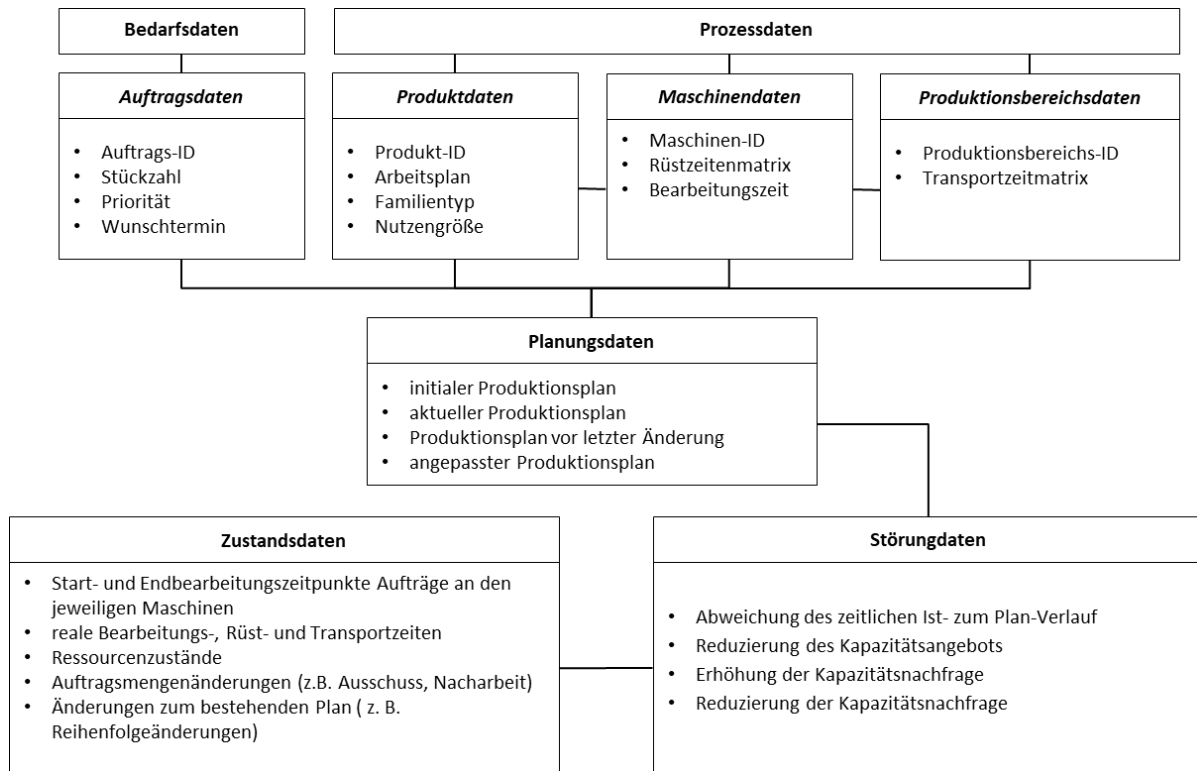 Bedarfsdaten
Prozessdaten
Auftragsdaten
• Auftrags-ID
• Stückzahl
• Priorität
• Wunschtermin
Produktdaten
• Produkt-ID
• Arbeitsplan
• Familientyp
• Nutzengröße
Maschinendaten
• Maschinen-ID
• Rüstzeitenmatrix
• Bearbeitungszeit
Produktionsbereichsdaten
• Produktionsbereichs-ID
• Transportzeitmatrix
Planungsdaten
• initialer Produktionsplan
• aktueller Produktionsplan
• Produktionsplan vor letzter Änderung
• angepasster Produktionsplan
Zustandsdaten
• Start- und Endbearbeitungszeitpunkte Aufträge an den
jeweiligen Maschinen
• reale Bearbeitungs-, Rüst- und Transportzeiten
• Ressourcenzustände
• Auftragsmengenänderungen (z.B. Ausschuss, Nacharbeit)
• Änderungen zum bestehenden Plan ( z. B.
Reihenfolgeänderungen)
Störungdaten
• Abweichung des zeitlichen Ist- zum Plan-Verlauf
• Reduzierung des Kapazitätsangebots
• Erhöhung der Kapazitätsnachfrage
• Reduzierung der Kapazitätsnachfrage